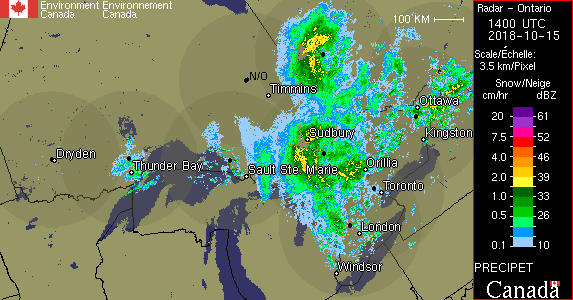 Environment Environnement
Canada Canada
100 KM
N/O
Timmins
Ottawa
Sudbury
Kingston
Dryden
Thunder Bay
Sault Ste. Marie
Orillia
Toronto
London
Windsor
Radar - Ontario
1400 UTC
2018-10-15
Scale/Échelle:
3.5 km/Pixel
Snow/Neige
cm/hr dBZ
20 61
7.5 52
4.0 46
2.0 39
1.0 33
0.5 26
0.1 10
PRECIPET
Canada